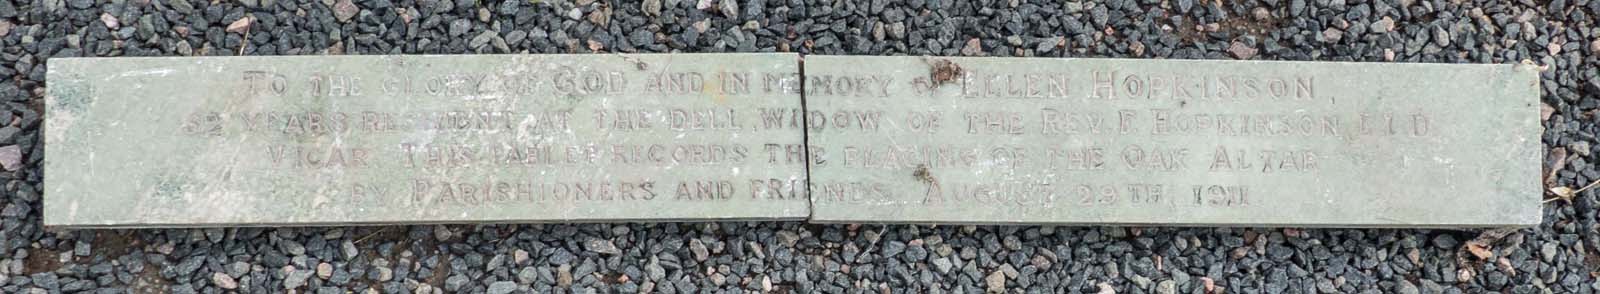 TO THE GLORY OF GOD AND IN MEMORY OF ELLEN HOPKINSON,
52 YEARS RESIDENT AT THE DELL, WIDOW OF THE REV. F. HOPKINSON L.L.D.
VICAR. THIS TABLET RECORDS THE PLACING OF THE OAK ALTAR
BY PARISHIONERS AND FRIENDS. AUGUST 29TH, 1911.